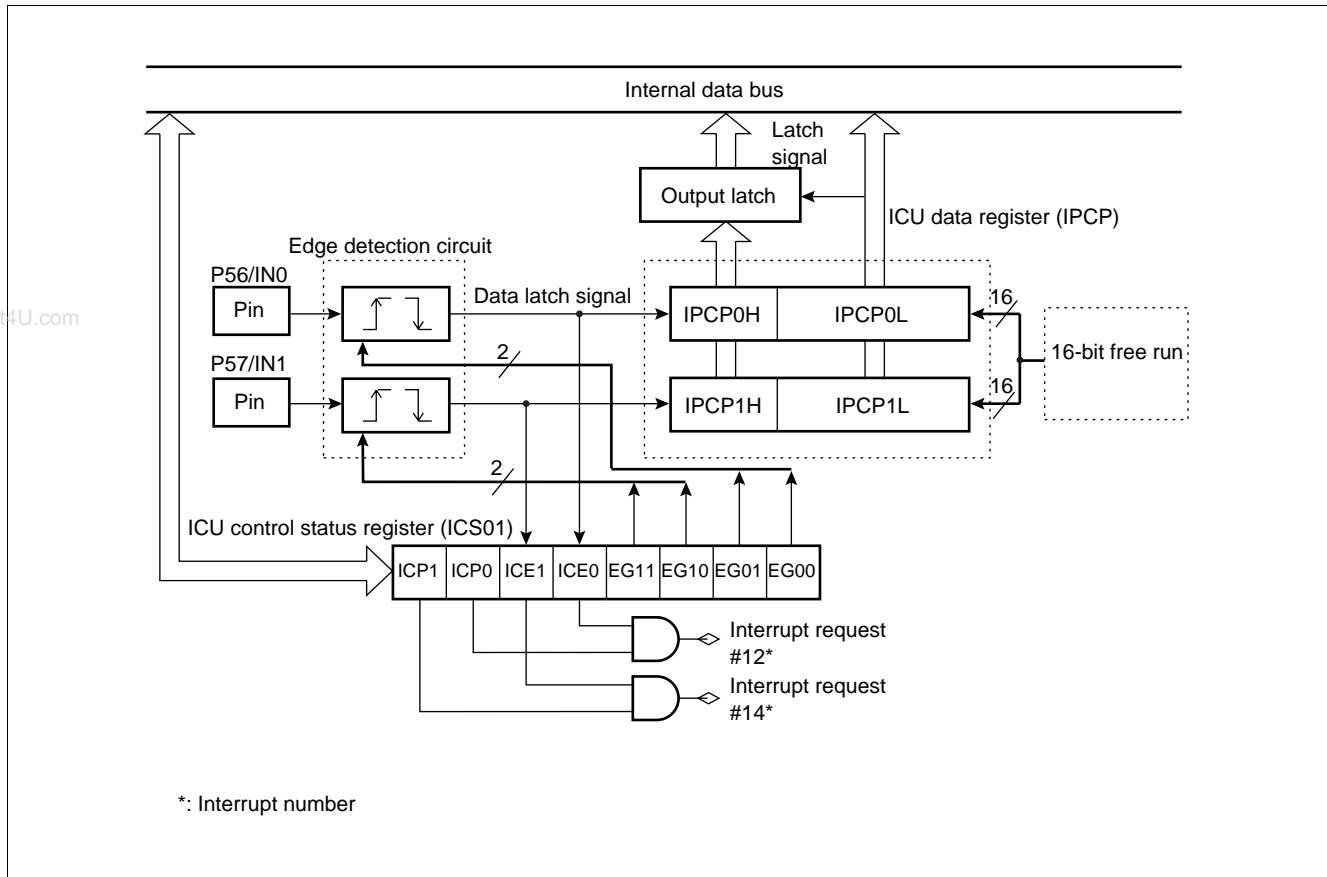 Internal data bus
Latch
signal
Output latch
ICU data register (IPCP)
Edge detection circuit
P56/IN0
Pin
Data latch signal
IPCP0H
IPCP0L
16
16-bit free run
t4U.com
2
P57/IN1
Pin
IPCP1H
IPCP1L
16
2
ICU control status register (ICS01)
ICP1
ICP0
ICE1
ICE0
EG11
EG10
EG01
EG00
Interrupt request
#12*
Interrupt request
#14*
*: Interrupt number